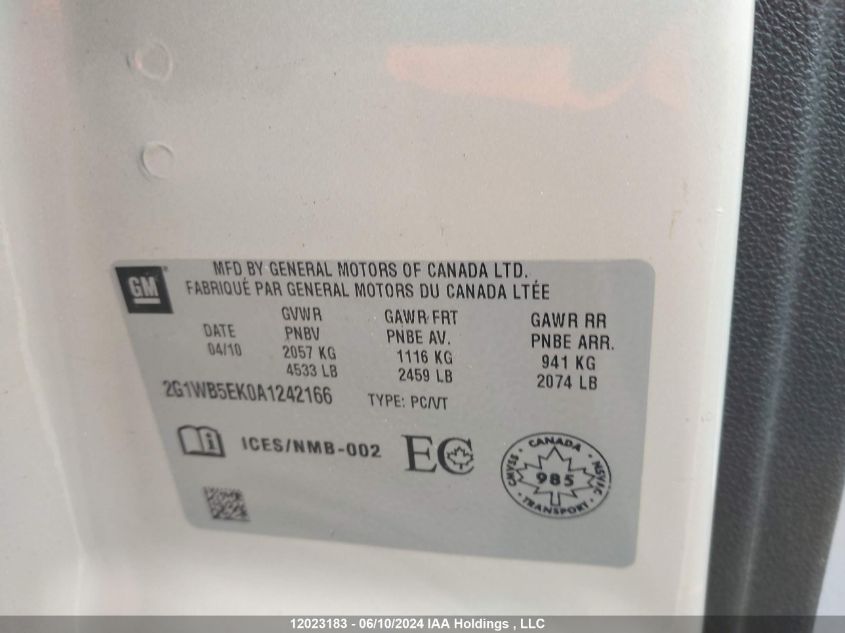 GM
MFD BY GENERAL MOTORS OF CANADA LTD.
FABRIQUÉ PAR GENERAL MOTORS DU CANADA LTÉE
DATE GVWR GAWR FRT GAWR RR
PNBV PNBE AV. PNBE ARR.
04/10 2057 KG 1116 KG 941 KG
4533 LB 2459 LB 2074 LB
2G1WB5EK0A1242166 TYPE: PC/VT
ICES/NMB-002 EC
CANADA
CMVSS 985 NSVAC
TRANSPORT
12023183 - 06/10/2024 IAA Holdings , LLC